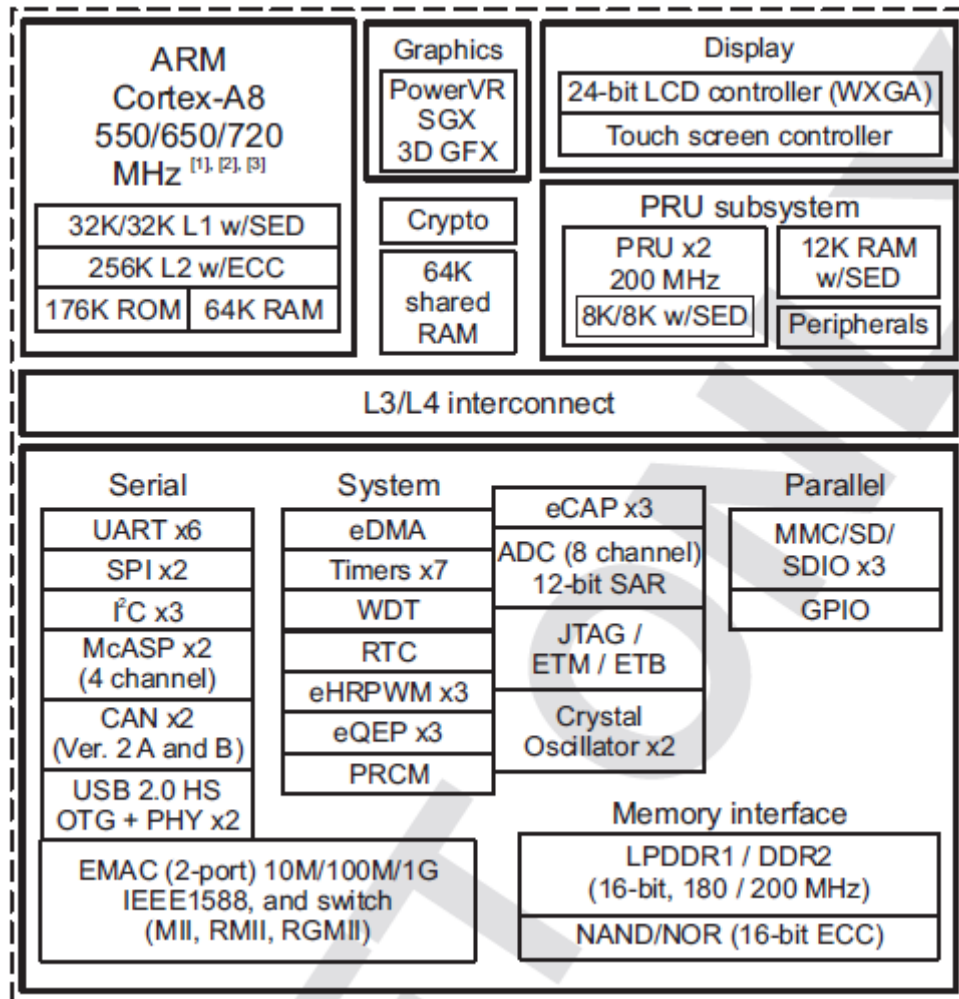 ARM
Cortex-A8
550/650/720
MHz [1], [2], [3]
32K/32K L1 w/SED
256K L2 w/ECC
176K ROM
64K RAM
Graphics
PowerVR
SGX
3D GFX
Crypto
64K
shared
RAM
Display
24-bit LCD controller (WXGA)
Touch screen controller
PRU subsystem
PRU x2
200 MHz
8K/8K w/SED
12K RAM
w/SED
Peripherals
L3/L4 interconnect
Serial
UART x6
SPI x2
I²C x3
McASP x2
(4 channel)
CAN x2
(Ver. 2 A and B)
USB 2.0 HS
OTG + PHY x2
EMAC (2-port) 10M/100M/1G
IEEE1588, and switch
(MII, RMII, RGMII)
System
eDMA
Timers x7
WDT
RTC
eHRPWM x3
eQEP x3
PRCM
eCAP x3
ADC (8 channel)
12-bit SAR
JTAG /
ETM / ETB
Crystal
Oscillator x2
Parallel
MMC/SD/
SDIO x3
GPIO
Memory interface
LPDDR1 / DDR2
(16-bit, 180 / 200 MHz)
NAND/NOR (16-bit ECC)